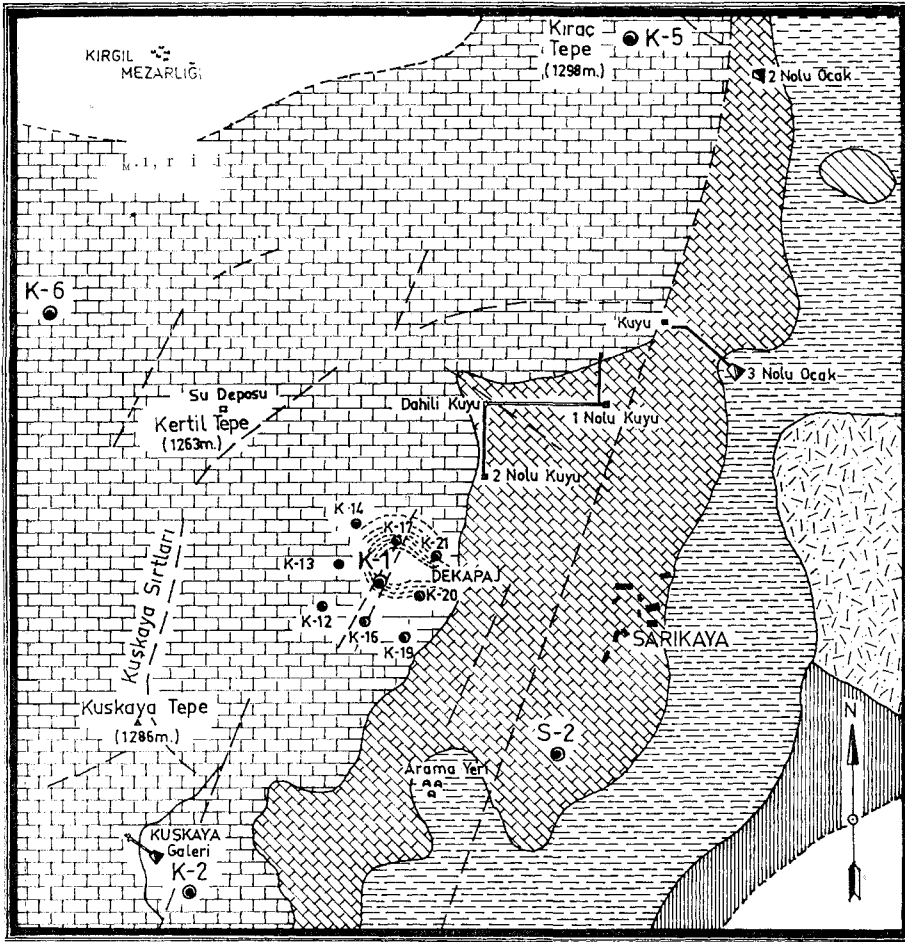 KIRGIL
MEZARLIĞI
Kıraç
Tepe
(1298m.)
K-5
2 Nolu Ocak
K-6
Kuyu
3 Nolu Ocak
Su Deposu
Kertil Tepe
(1263m.)
Dahili Kuyu
1 Nolu Kuyu
2 Nolu Kuyu
K-14
K-17
K-21
K-13
K-1
DEKAPAJ
K-20
K-12
K-16
K-19
Kuskaya Sırtları
SARIKAYA
Kuskaya Tepe
(1286m.)
S-2
N
Arama Yeri
KUSKAYA
Galeri
K-2